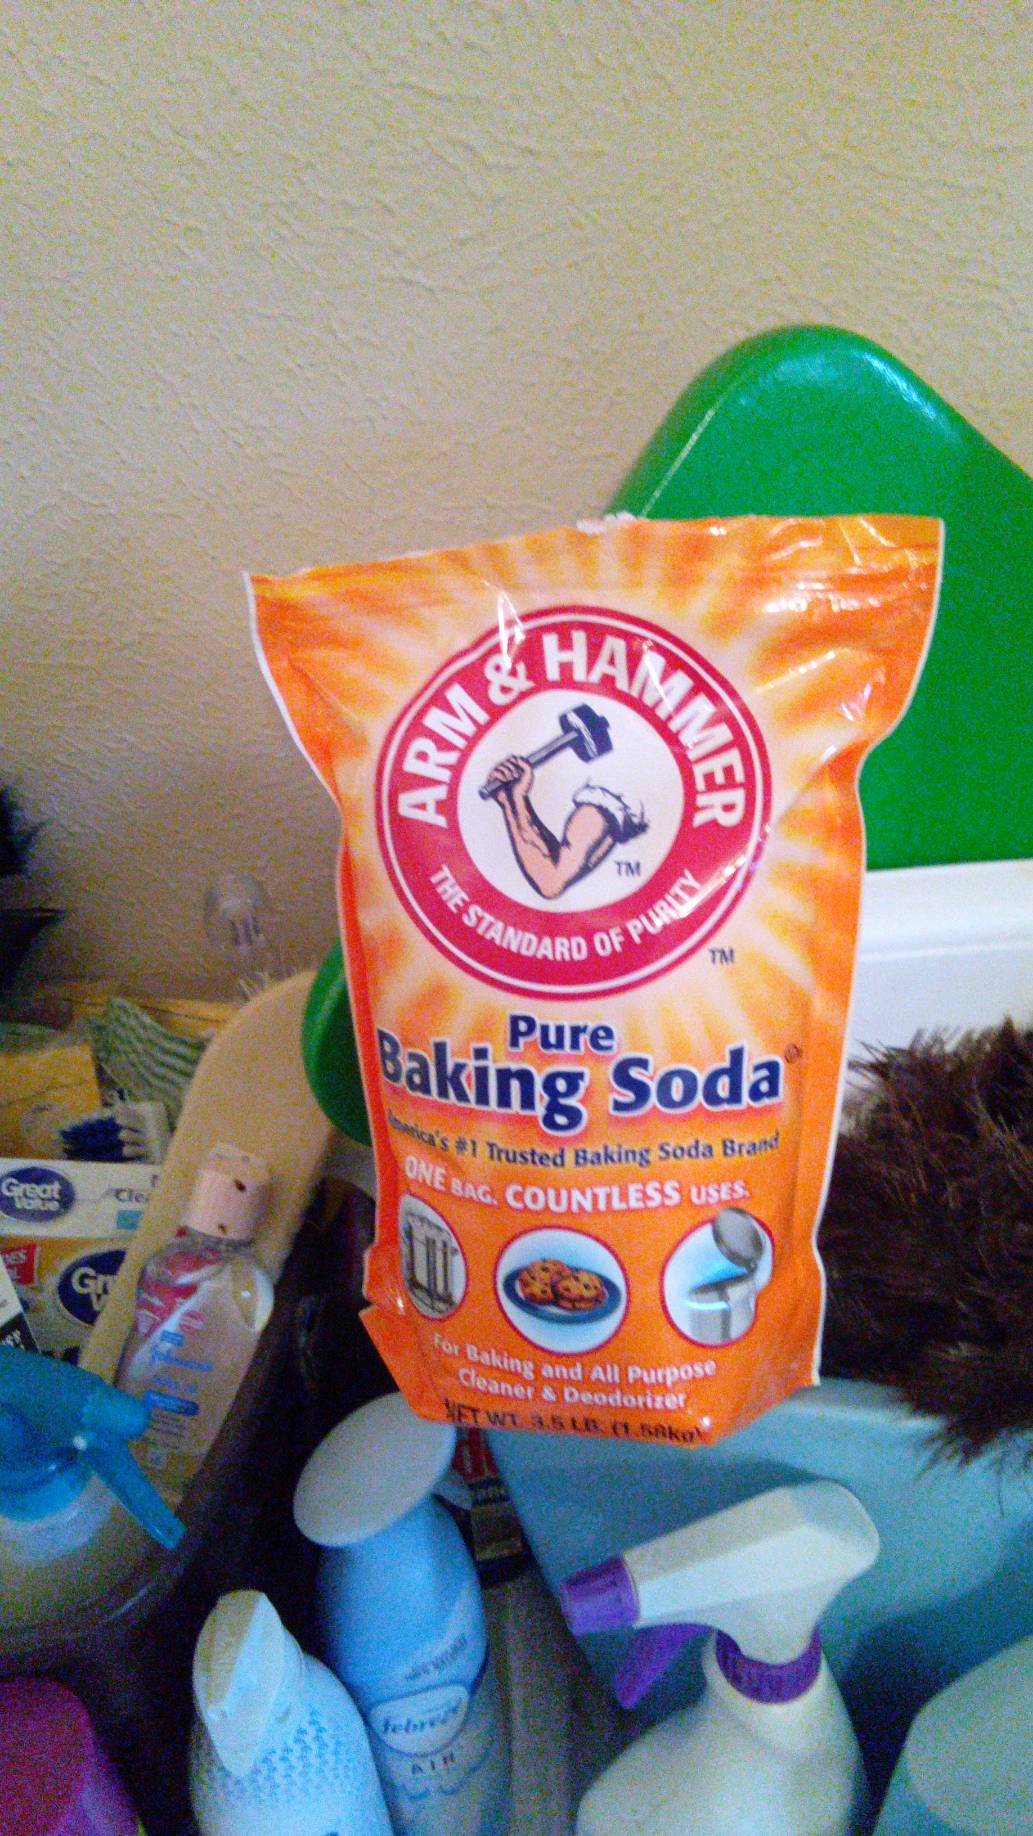 ARM & HAMMER
TM
THE STANDARD OF PURITY
TM
Pure
Baking Soda
America's #1 Trusted Baking Soda Brand
ONE BAG. COUNTLESS USES.
For Baking and All Purpose
Cleaner & Deodorizer
NET WT. 3.5 LB. (1.58kg)
Great
Value
Johnson's
febreze
AIR